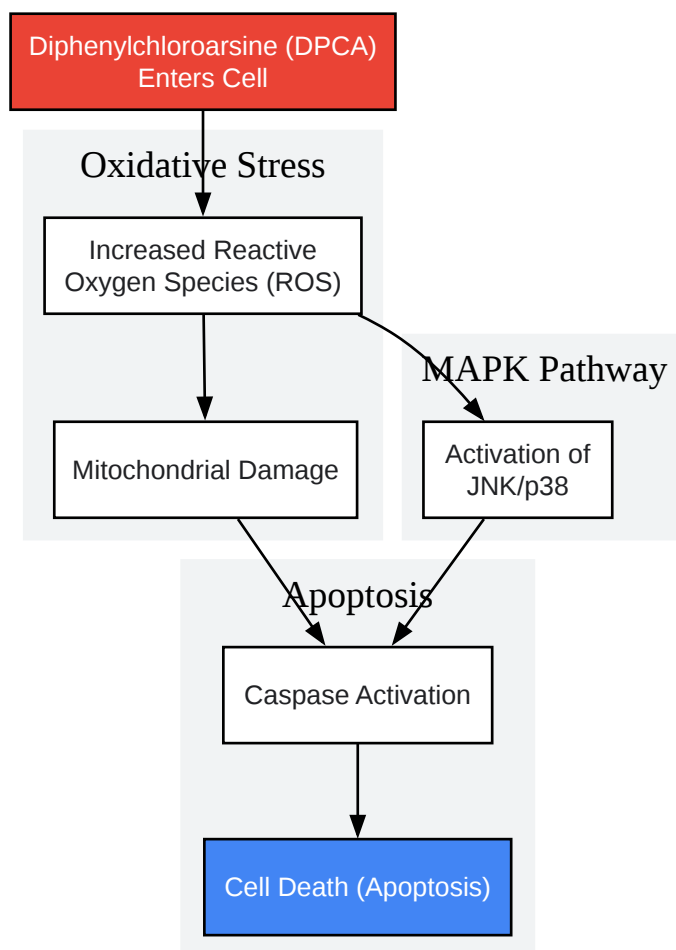 Diphenylchloroarsine (DPCA)
Enters Cell
Oxidative Stress
Increased Reactive
Oxygen Species (ROS)
MAPK Pathway
Mitochondrial Damage
Activation of
JNK/p38
Apoptosis
Caspase Activation
Cell Death (Apoptosis)